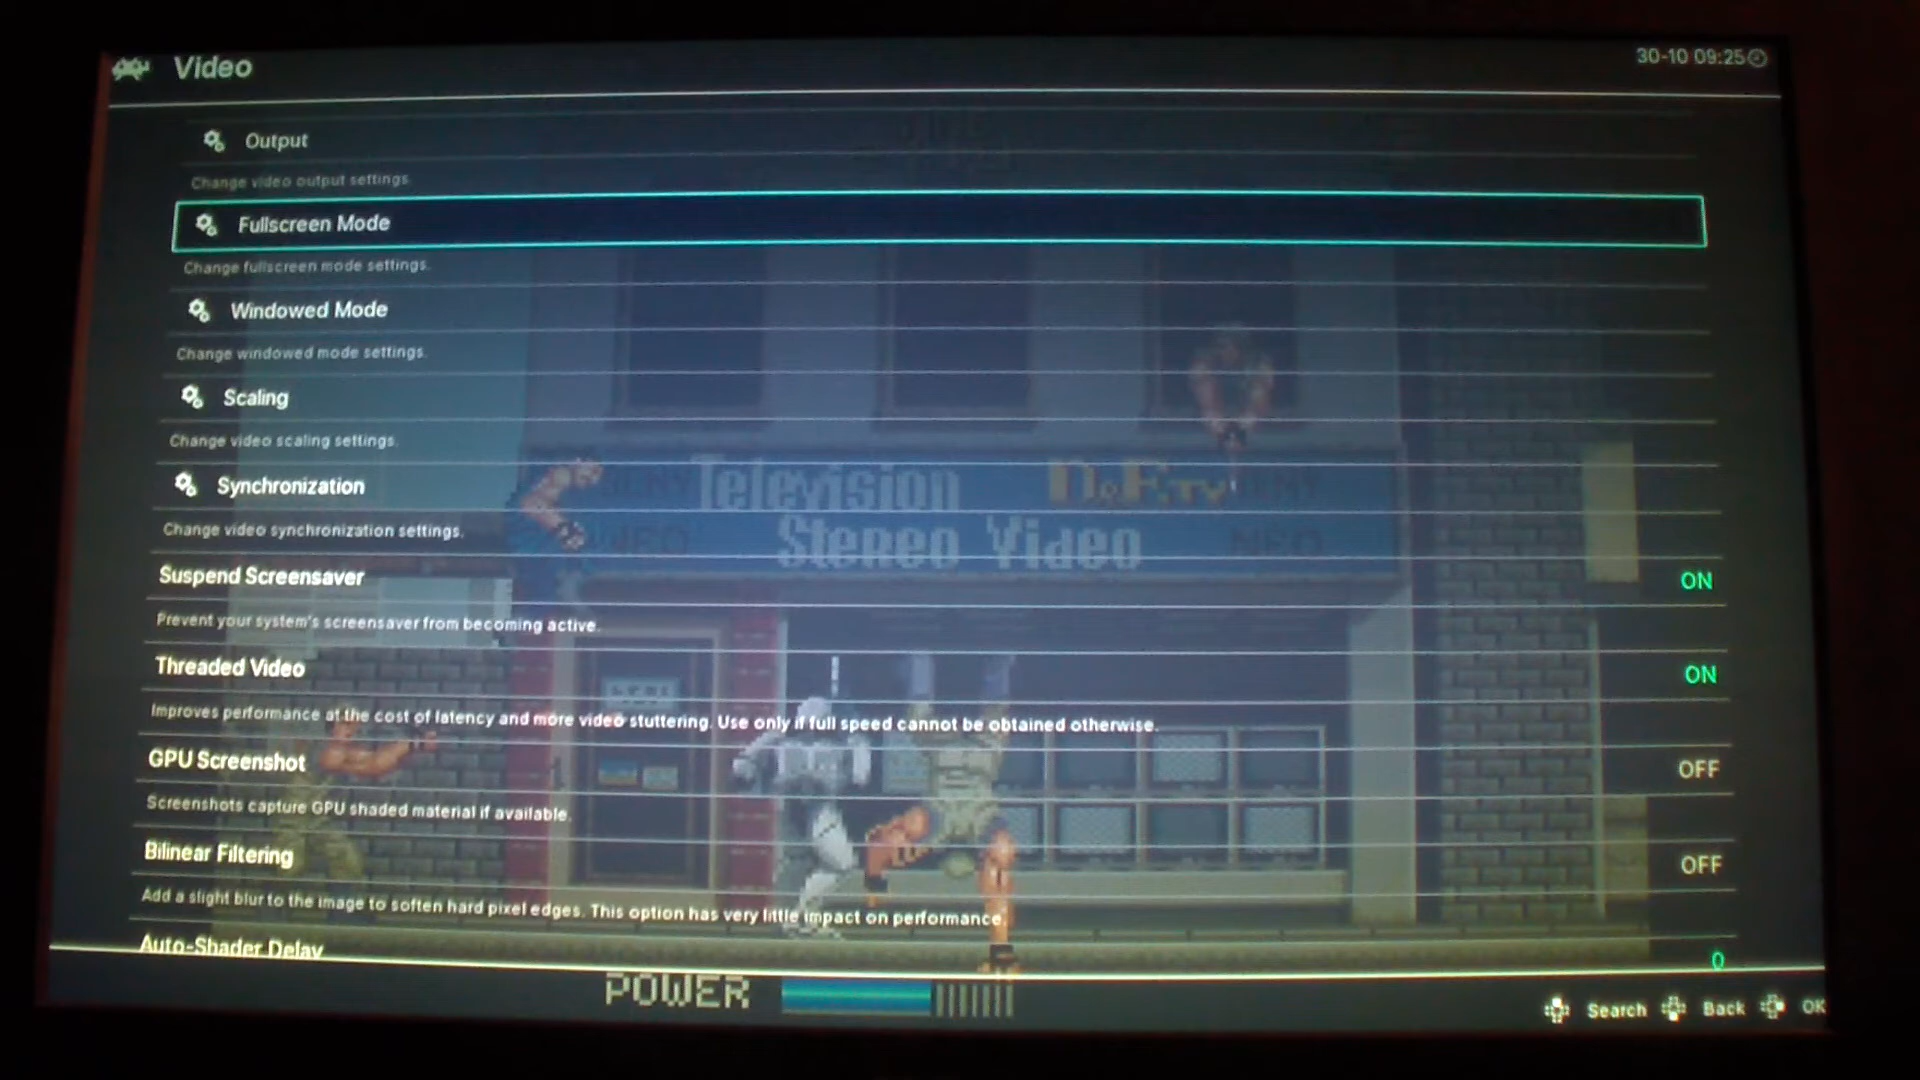 Video
30-10 09:25
Output
Change video output settings.
Fullscreen Mode
Change fullscreen mode settings.
Windowed Mode
Change windowed mode settings.
Scaling
Change video scaling settings.
Synchronization
Change video synchronization settings.
Television
Stereo Video
NEO
Suspend Screensaver ON
Prevent your system's screensaver from becoming active.
Threaded Video ON
Improves performance at the cost of latency and more video stuttering. Use only if full speed cannot be obtained otherwise.
GPU Screenshot OFF
Screenshots capture GPU shaded material if available.
Bilinear Filtering OFF
Add a slight blur to the image to soften hard pixel edges. This option has very little impact on performance.
Auto-Shader Delay 0
POWER
Search Back OK